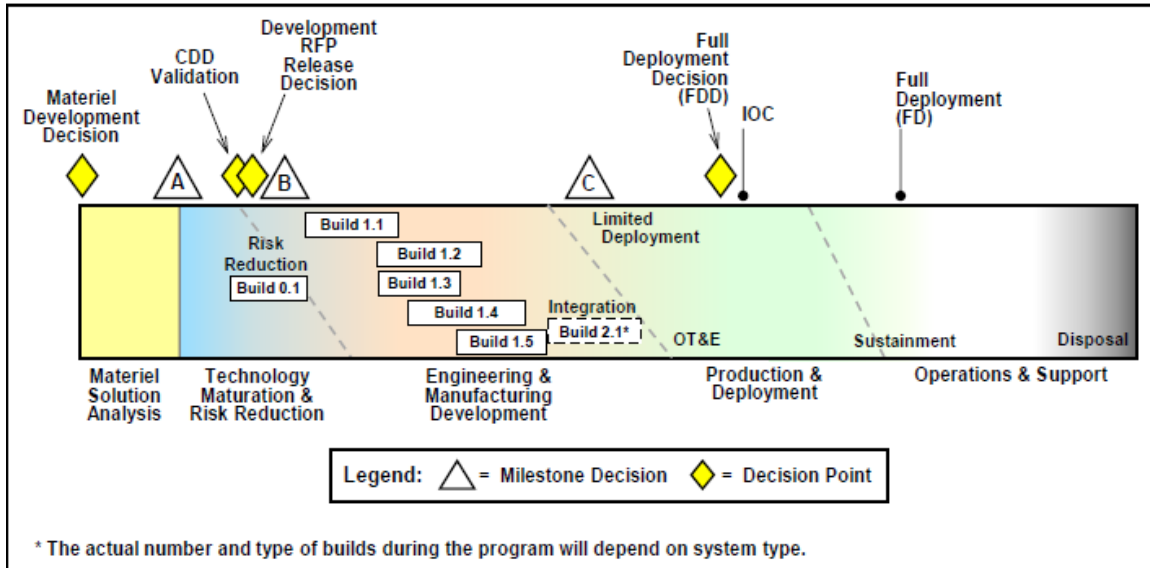 Materiel
Development
Decision
CDD
Validation
Development
RFP
Release
Decision
Full
Deployment
Decision
(FDD)
IOC
Full
Deployment
(FD)
A
B
C
Build 1.1
Limited
Deployment
Risk
Reduction
Build 1.2
Build 0.1
Build 1.3
Build 1.4
Integration
Build 2.1*
Build 1.5
OT&E
Sustainment
Disposal
Materiel
Solution
Analysis
Technology
Maturation &
Risk Reduction
Engineering &
Manufacturing
Development
Production &
Deployment
Operations & Support
Legend: = Milestone Decision = Decision Point
* The actual number and type of builds during the program will depend on system type.